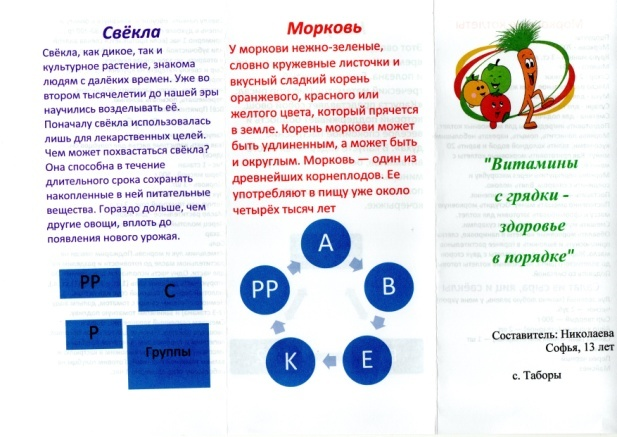 Свёкла
Свёкла, как дикое, так и
культурное растение, знакома
людям с далёких времен. Уже во
втором тысячелетии до нашей эры
научились возделывать её.
Поначалу свёкла использовалась
лишь для лекарственных целей.
Чем может похвастаться свёкла?
Она способна в течение
длительного срока сохранять
накопленные в ней питательные
вещества. Гораздо дольше, чем
другие овощи, вплоть до
появления нового урожая.
РР
С
Р
Группы
Морковь
У моркови нежно-зеленые,
словно кружевные листочки и
вкусный сладкий корень
оранжевого, красного или
желтого цвета, который прячется
в земле. Корень моркови может
быть удлиненным, а может быть
и округлым. Морковь — один из
древнейших корнеплодов. Ее
употребляют в пищу уже около
четырёх тысяч лет
А
В
Е
К
РР
"Витамины
с грядки -
здоровье
в порядке"
Составитель: Николаева
Софья, 13 лет
с. Таборы